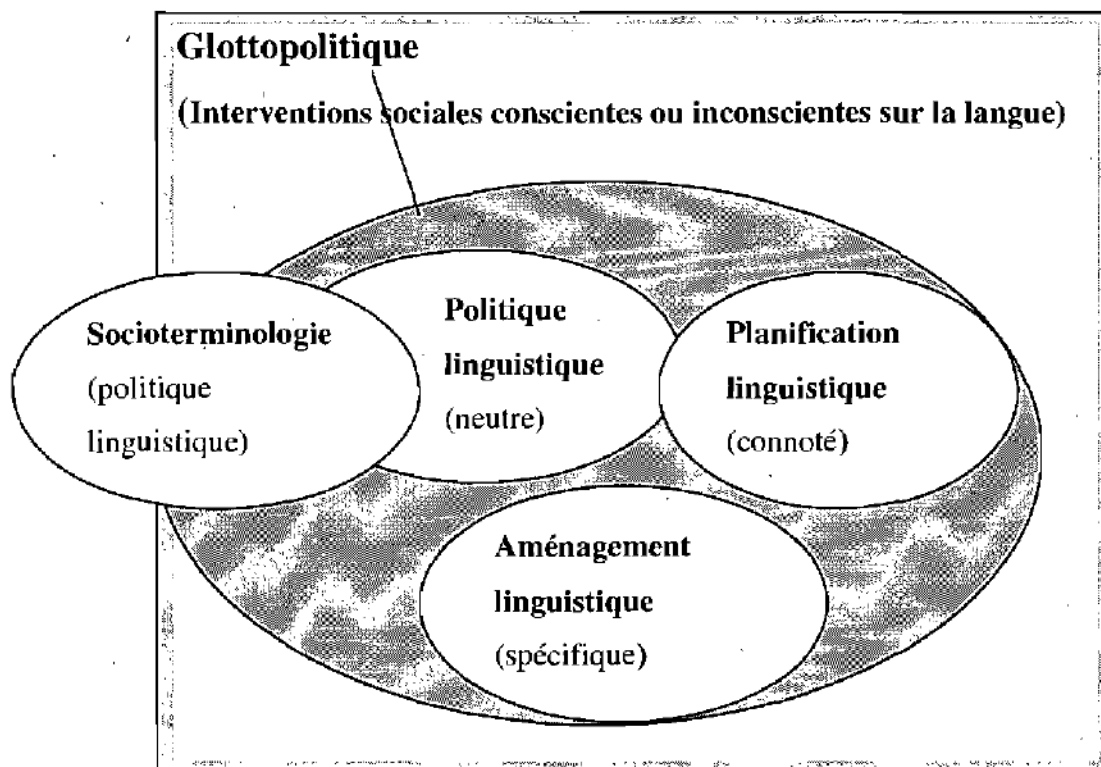 Glottopolitique
(Interventions sociales conscientes ou inconscientes sur la langue)
Socioterminologie
(politique
linguistique)
Politique
linguistique
(neutre)
Planification
linguistique
(connoté)
Aménagement
linguistique
(spécifique)